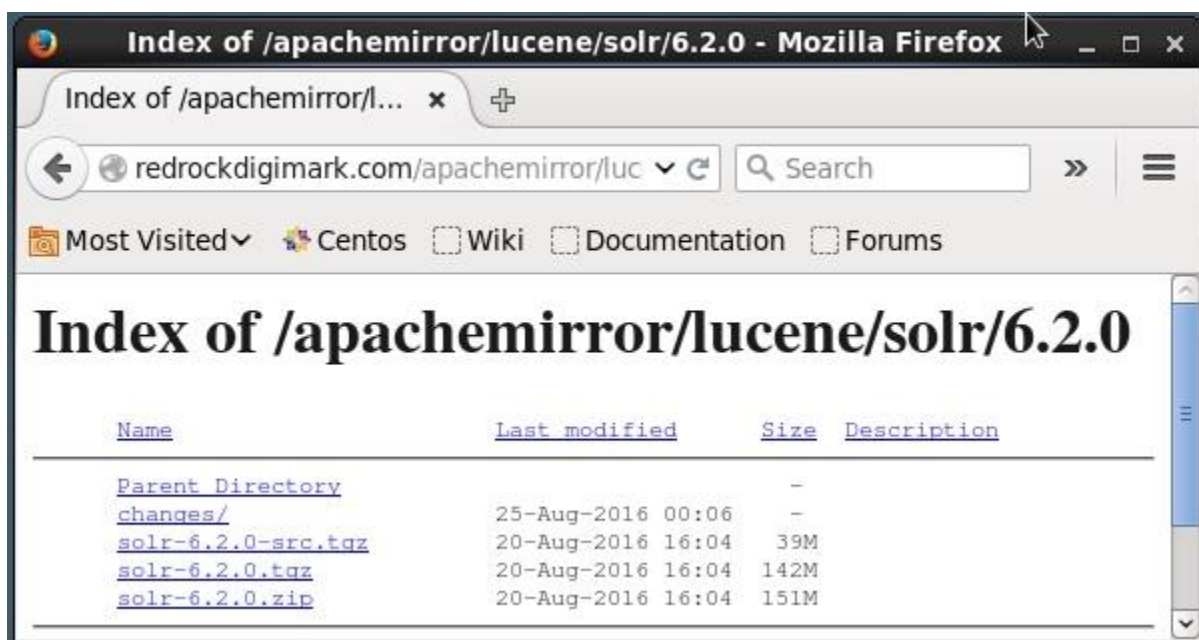 Index of /apachemirror/lucene/solr/6.2.0 - Mozilla Firefox
Index of /apachemirror/l...
redrockdigimark.com/apachemirror/luc Search
Most Visited Centos Wiki Documentation Forums
Index of /apachemirror/lucene/solr/6.2.0
Name Last modified Size Description
Parent Directory -
changes/ 25-Aug-2016 00:06 -
solr-6.2.0-src.tgz 20-Aug-2016 16:04 39M
solr-6.2.0.tgz 20-Aug-2016 16:04 142M
solr-6.2.0.zip 20-Aug-2016 16:04 151M